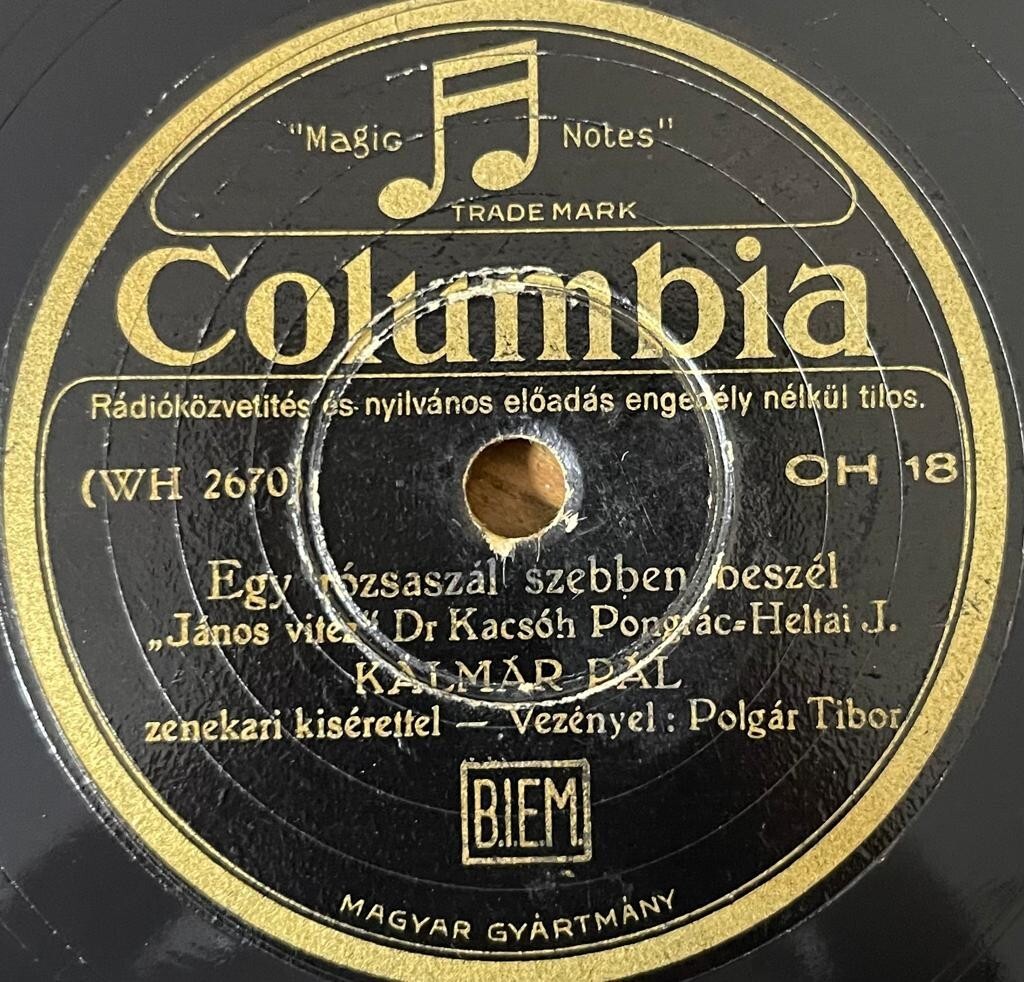 "Magic Notes"
TRADE MARK
Columbia
Rádióközvetités és nyilvános előadás engedély nélkül tilos.
(WH 2670)
OH 18
Egy rózsaszál szebben beszél
„János vitéz" Dr Kacsóh Pongrác-Heltai J.
KALMÁR PÁL
zenekari kisérettel — Vezényel: Polgár Tibor
B.I.E.M.
MAGYAR GYÁRTMÁNY